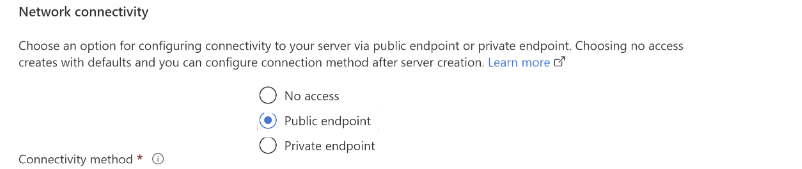 Network connectivity
Choose an option for configuring connectivity to your server via public endpoint or private endpoint. Choosing no access
creates with defaults and you can configure connection method after server creation. Learn more
No access
Public endpoint
Private endpoint
Connectivity method *